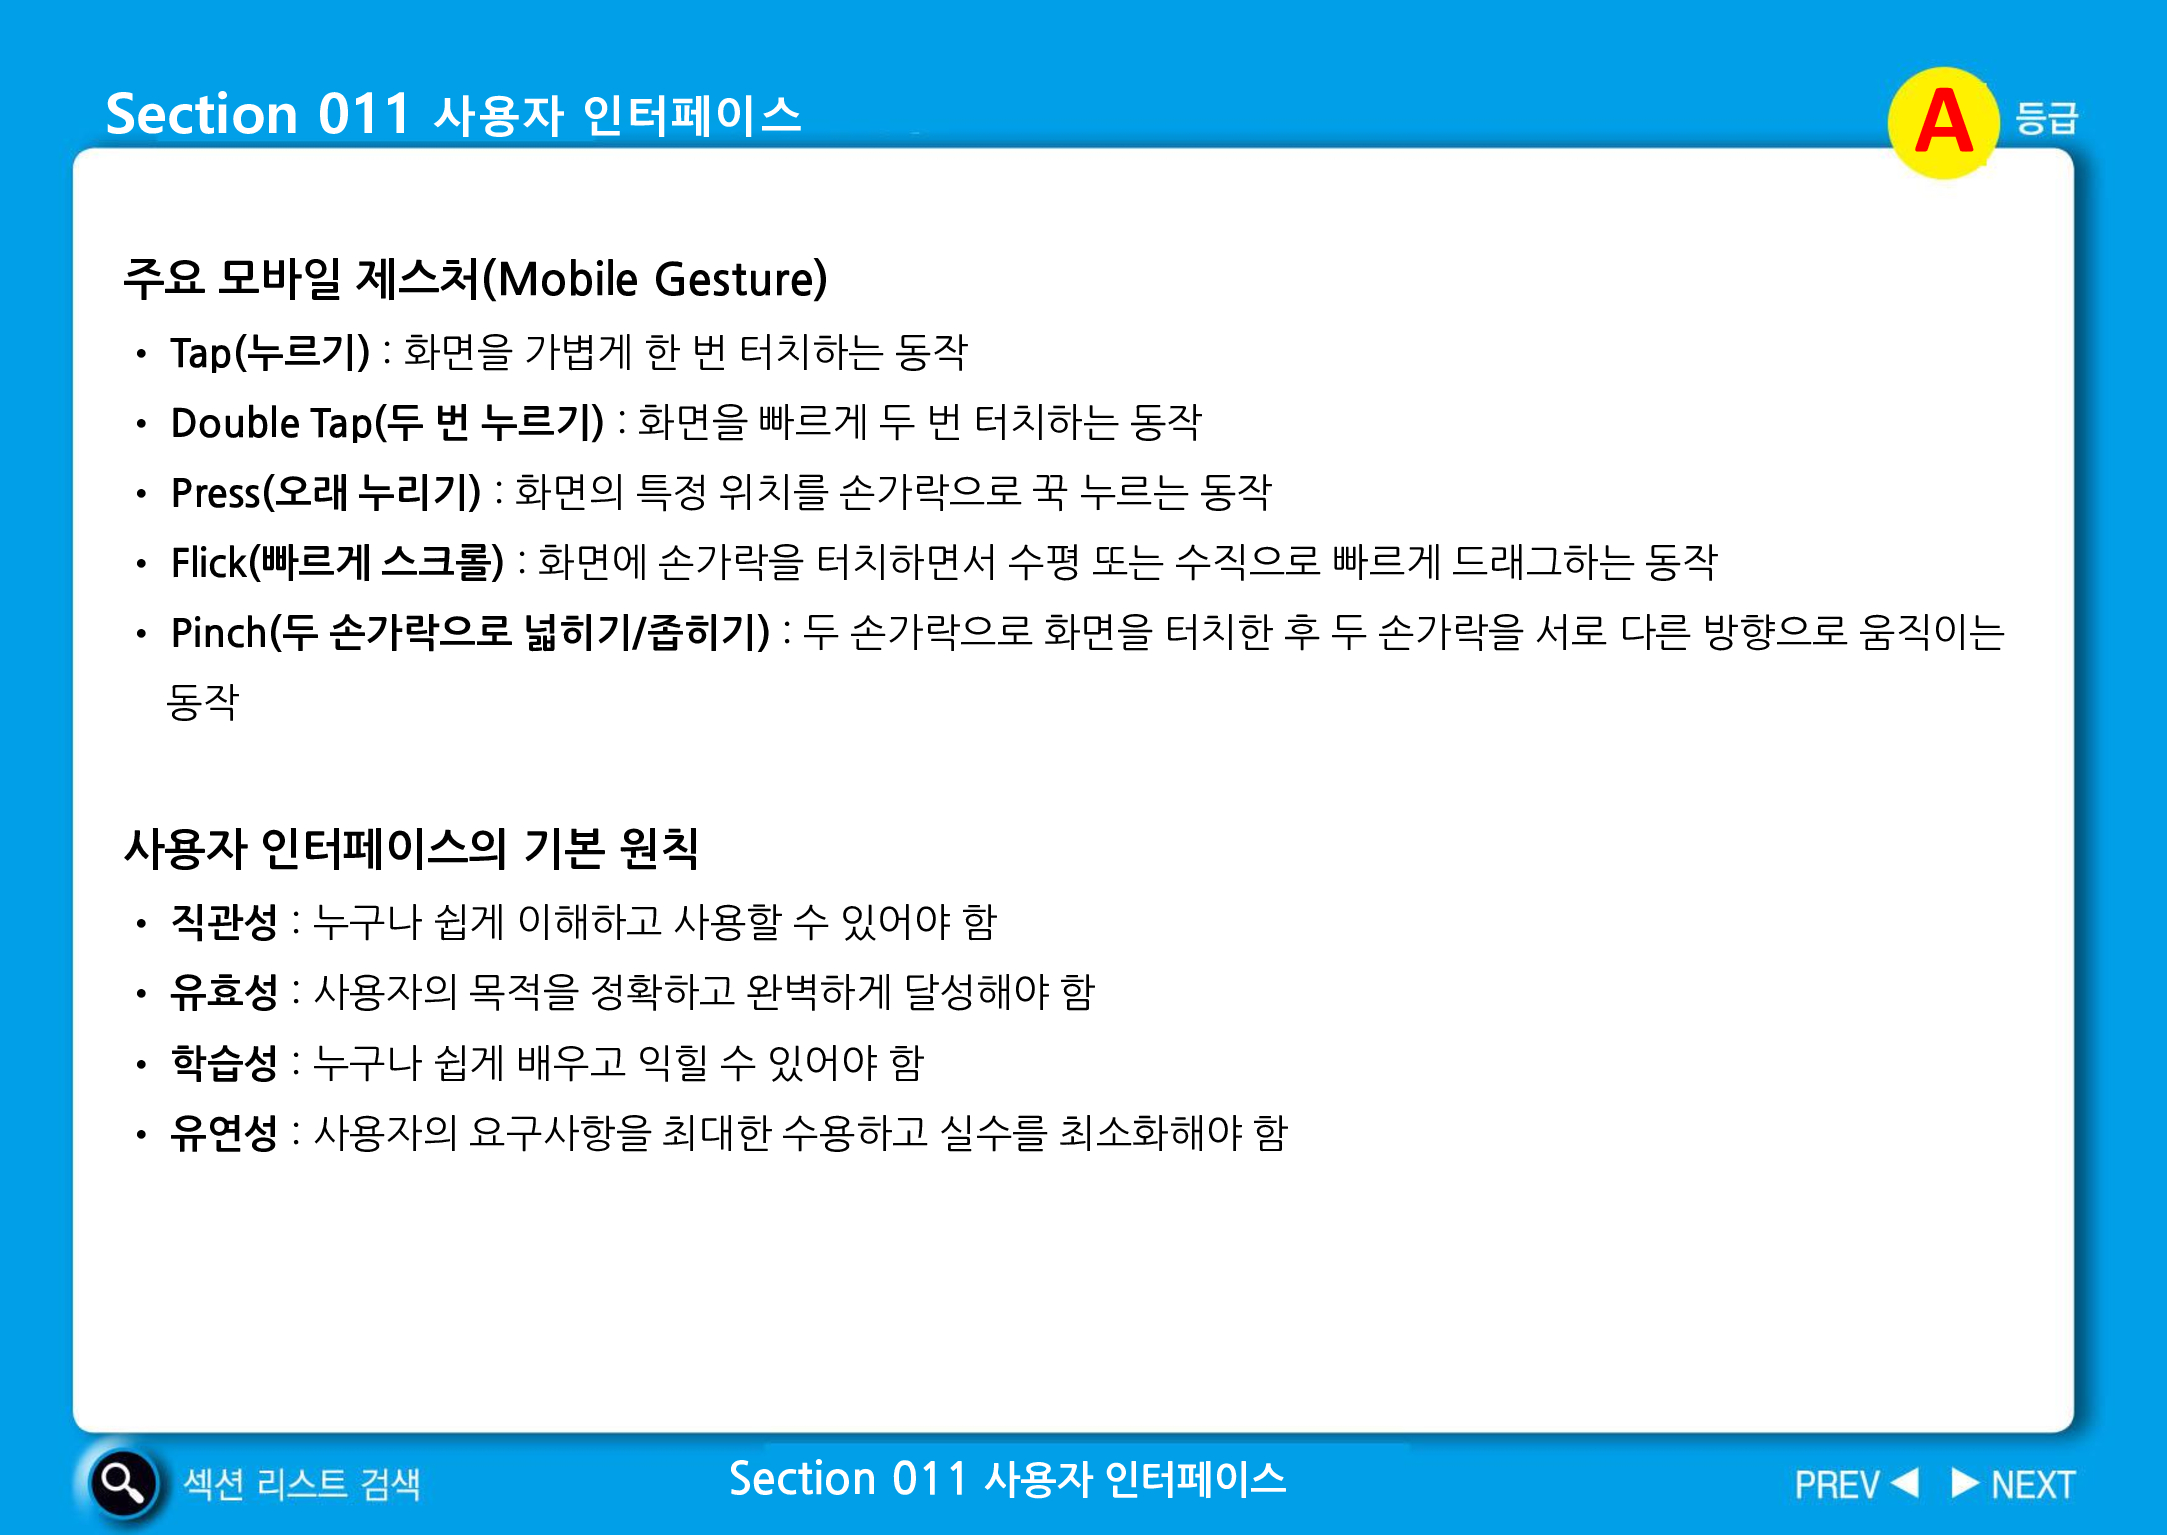 Section 011 사용자 인터페이스
A 등급
주요 모바일 제스처(Mobile Gesture)
• Tap(누르기) : 화면을 가볍게 한 번 터치하는 동작
• Double Tap(두 번 누르기) : 화면을 빠르게 두 번 터치하는 동작
• Press(오래 누리기) : 화면의 특정 위치를 손가락으로 꾹 누르는 동작
• Flick(빠르게 스크롤) : 화면에 손가락을 터치하면서 수평 또는 수직으로 빠르게 드래그하는 동작
• Pinch(두 손가락으로 넓히기/좁히기) : 두 손가락으로 화면을 터치한 후 두 손가락을 서로 다른 방향으로 움직이는
동작
사용자 인터페이스의 기본 원칙
• 직관성 : 누구나 쉽게 이해하고 사용할 수 있어야 함
• 유효성 : 사용자의 목적을 정확하고 완벽하게 달성해야 함
• 학습성 : 누구나 쉽게 배우고 익힐 수 있어야 함
• 유연성 : 사용자의 요구사항을 최대한 수용하고 실수를 최소화해야 함
섹션 리스트 검색
Section 011 사용자 인터페이스
PREV ◀ ▶ NEXT